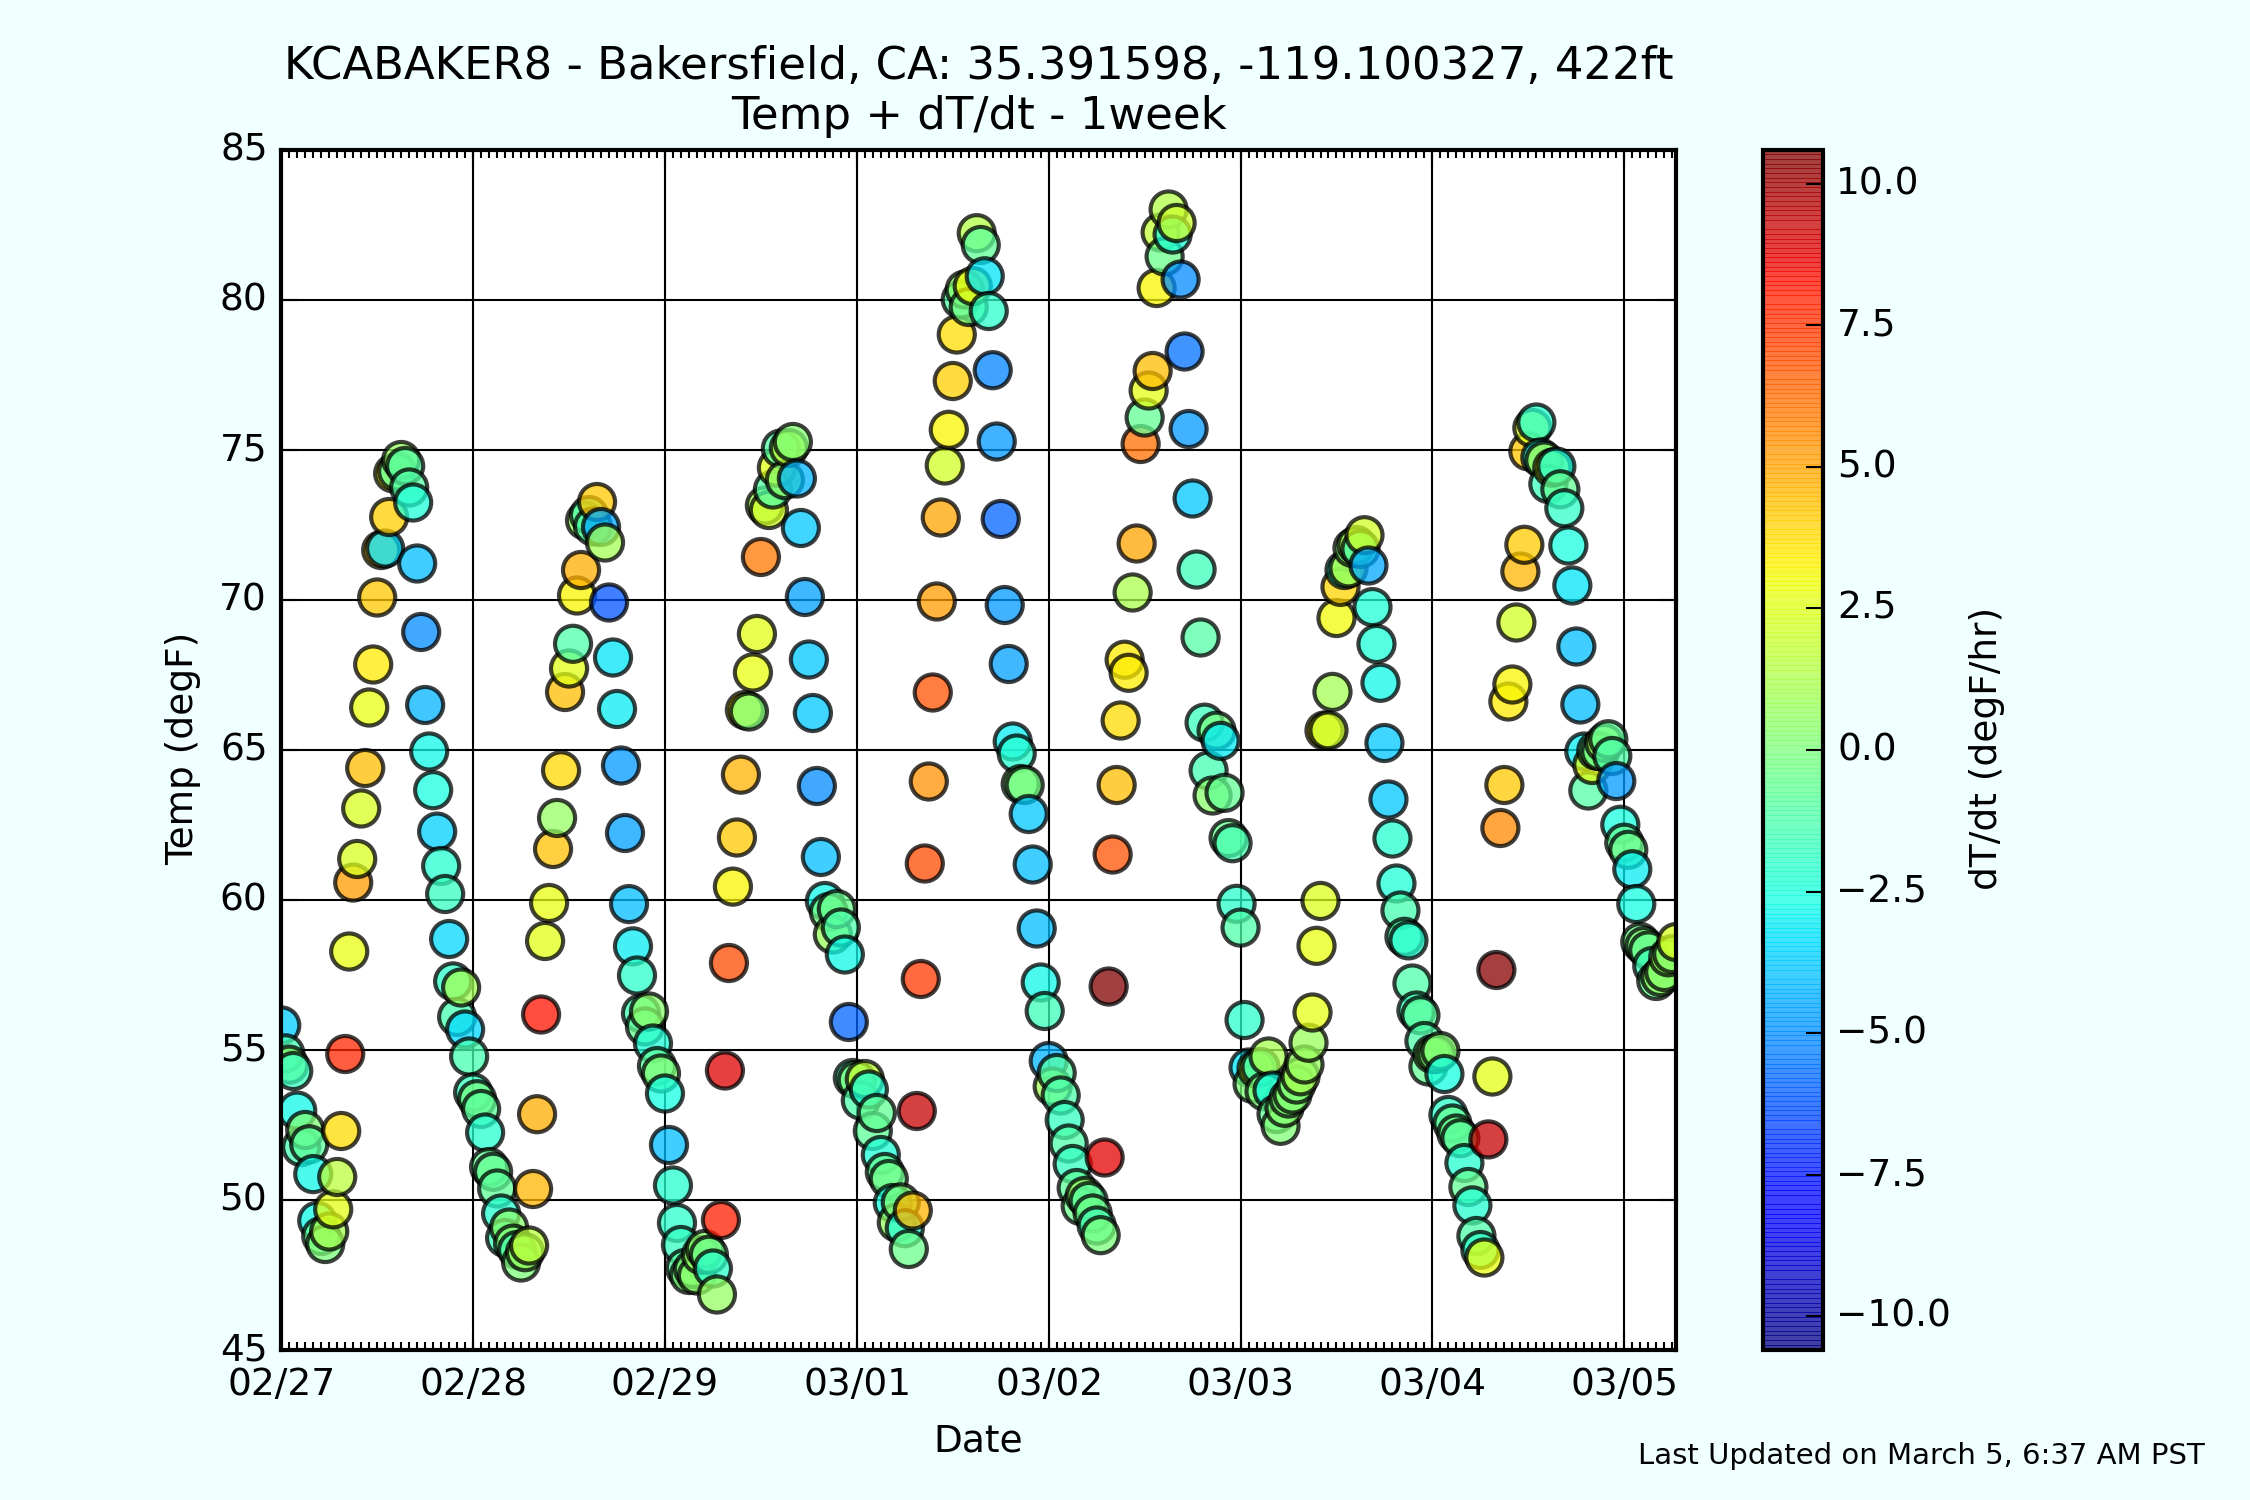 KCABAKER8 - Bakersfield, CA: 35.391598, -119.100327, 422ft
Temp + dT/dt - 1week
85
80
75
70
65
60
55
50
45
Temp (degF)
02/27 02/28 02/29 03/01 03/02 03/03 03/04 03/05
Date
10.0
7.5
5.0
2.5
0.0
−2.5
−5.0
−7.5
−10.0
dT/dt (degF/hr)
Last Updated on March 5, 6:37 AM PST